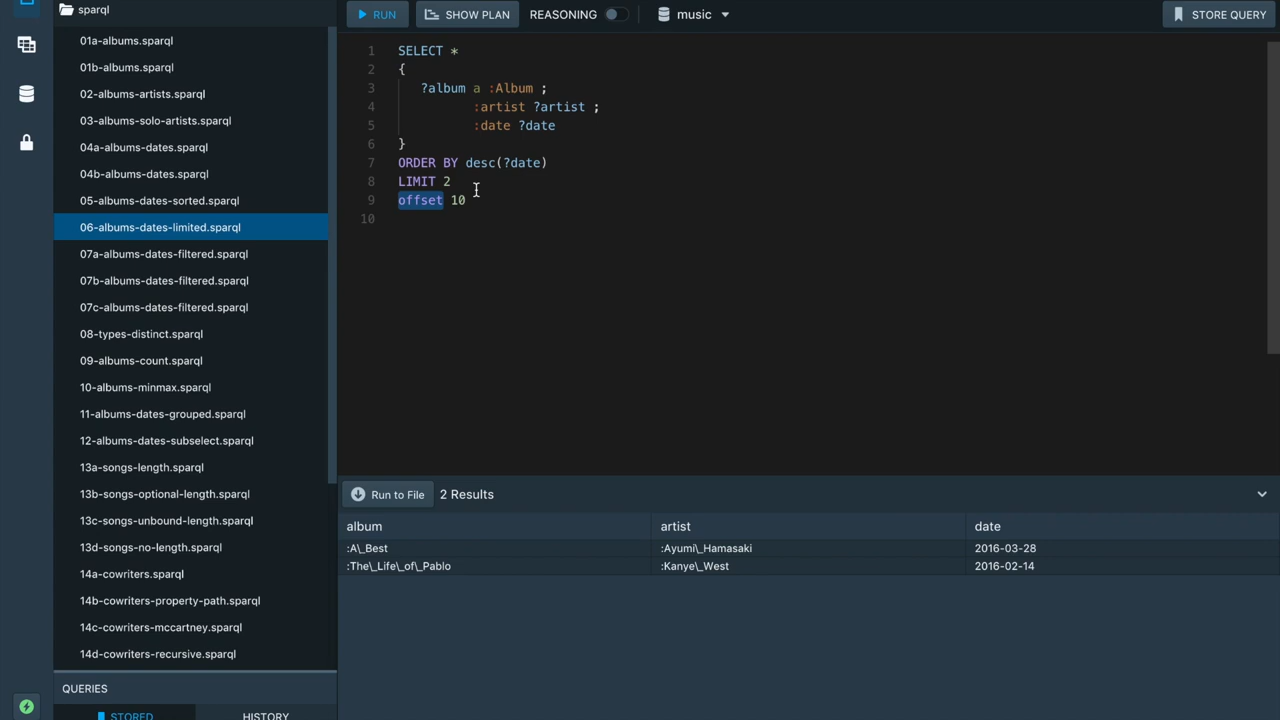 sparql
RUN
SHOW PLAN
REASONING
music
STORE QUERY
01a-albums.sparql
01b-albums.sparql
02-albums-artists.sparql
03-albums-solo-artists.sparql
04a-albums-dates.sparql
04b-albums-dates.sparql
05-albums-dates-sorted.sparql
06-albums-dates-limited.sparql
07a-albums-dates-filtered.sparql
07b-albums-dates-filtered.sparql
07c-albums-dates-filtered.sparql
08-types-distinct.sparql
09-albums-count.sparql
10-albums-minmax.sparql
11-albums-dates-grouped.sparql
12-albums-dates-subselect.sparql
13a-songs-length.sparql
13b-songs-optional-length.sparql
13c-songs-unbound-length.sparql
13d-songs-no-length.sparql
14a-cowriters.sparql
14b-cowriters-property-path.sparql
14c-cowriters-mccartney.sparql
14d-cowriters-recursive.sparql
QUERIES
STORED HISTORY
1 SELECT *
2 {
3 ?album a :Album ;
4 :artist ?artist ;
5 :date ?date
6 }
7 ORDER BY desc(?date)
8 LIMIT 2
9 offset 10
10
Run to File 2 Results
album artist date
:A\_Best :Ayumi\_Hamasaki 2016-03-28
:The\_Life\_of\_Pablo :Kanye\_West 2016-02-14